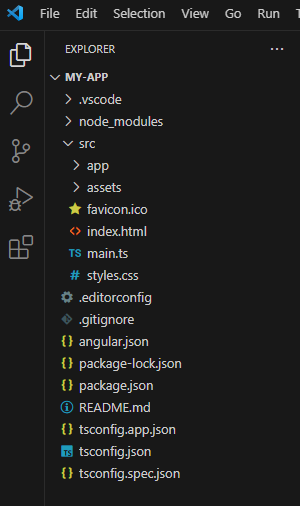 File Edit Selection View Go Run
EXPLORER
MY-APP
.vscode
node_modules
src
app
assets
favicon.ico
index.html
TS main.ts
# styles.css
.editorconfig
.gitignore
{} angular.json
{} package-lock.json
{} package.json
README.md
{} tsconfig.app.json
TS tsconfig.json
{} tsconfig.spec.json